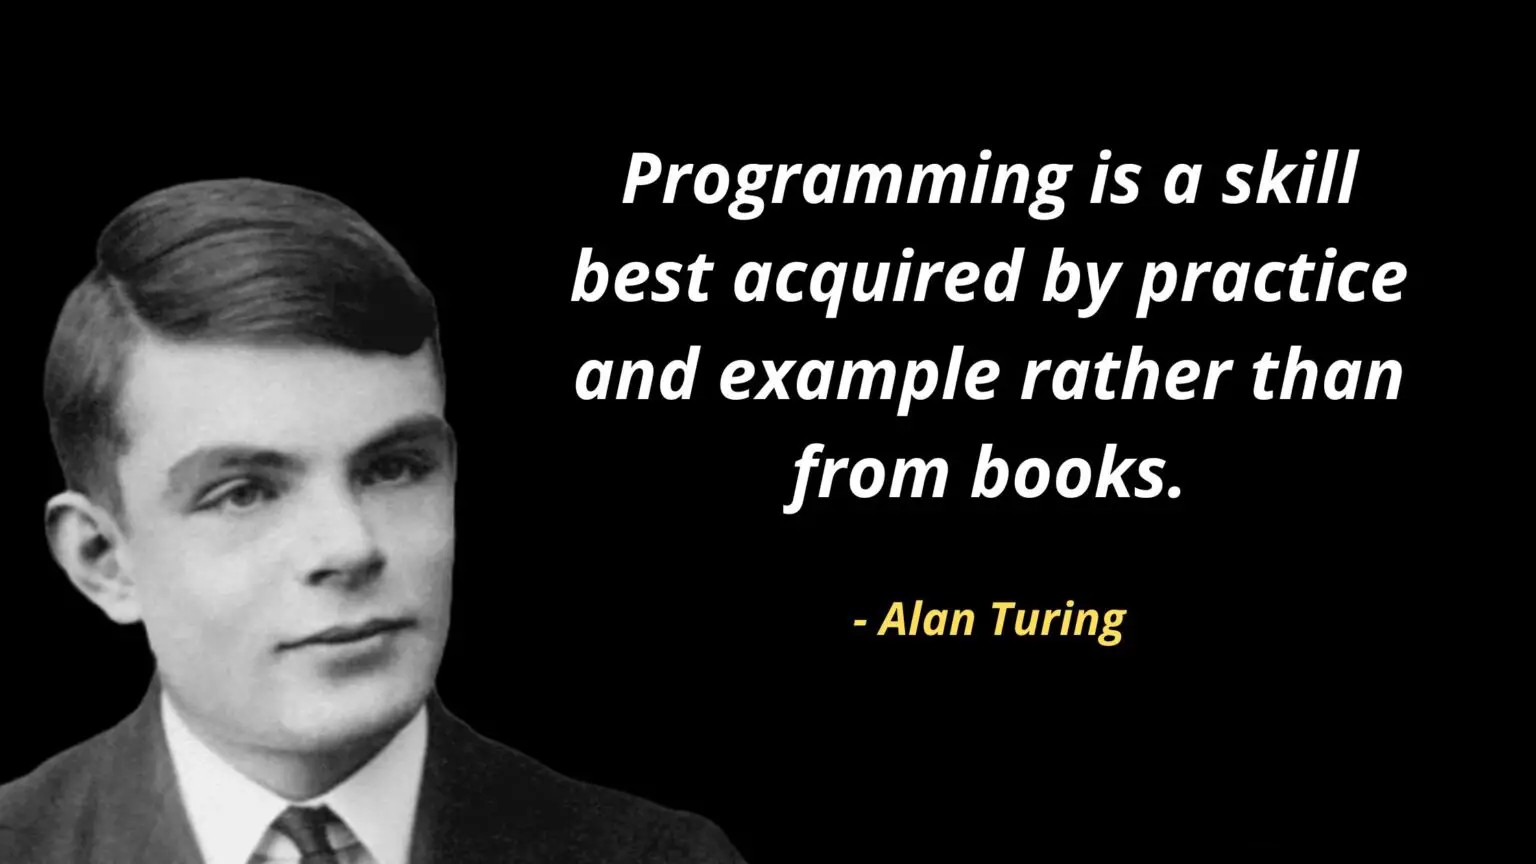 Programming is a skill
best acquired by practice
and example rather than
from books.
- Alan Turing